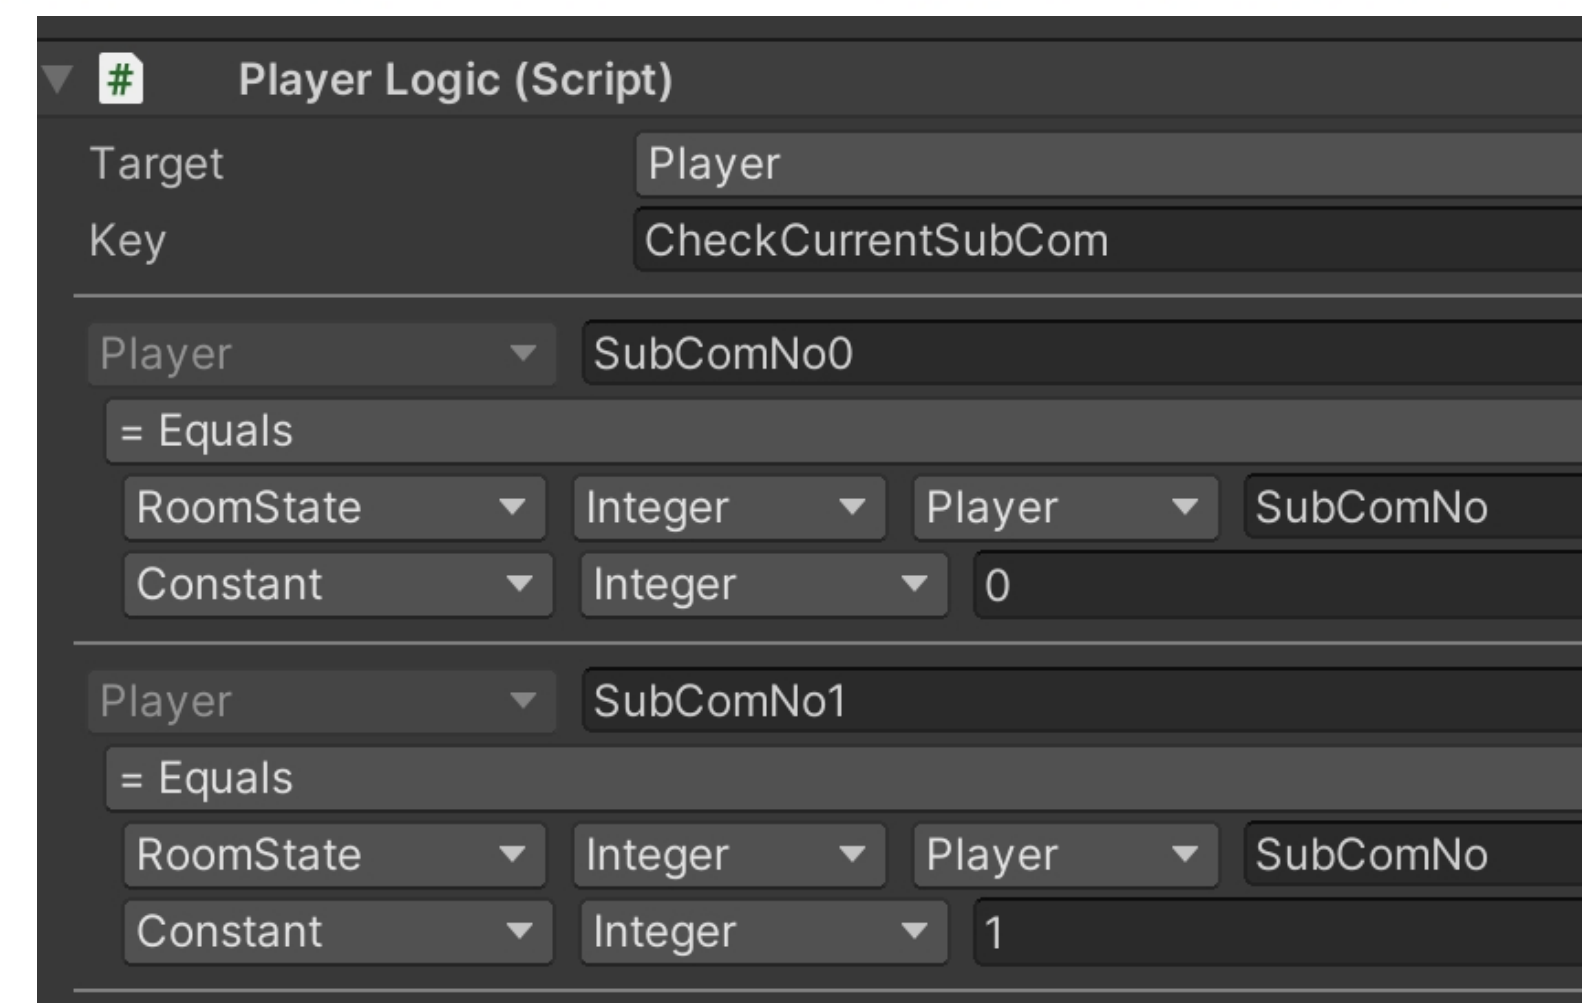 # Player Logic (Script)
Target Player
Key CheckCurrentSubCom
Player SubComNo0
= Equals
RoomState Integer Player SubComNo
Constant Integer 0
Player SubComNo1
= Equals
RoomState Integer Player SubComNo
Constant Integer 1